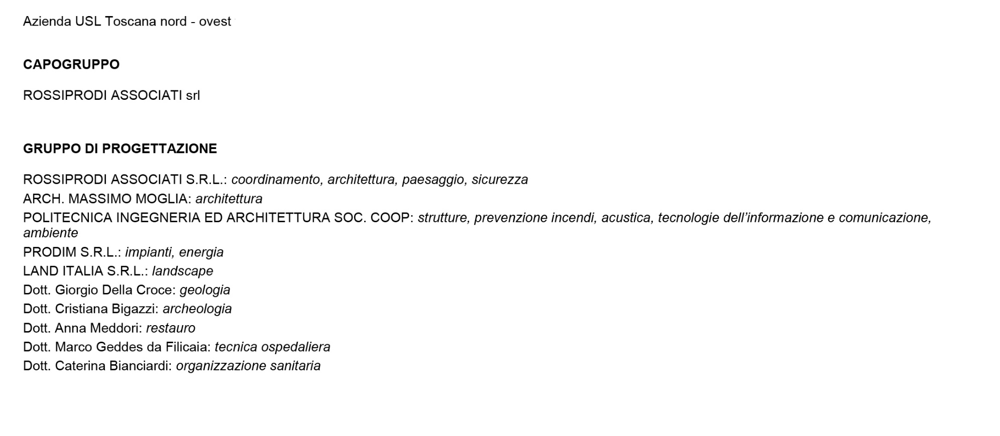 Azienda USL Toscana nord - ovest
CAPOGRUPPO
ROSSIPRODI ASSOCIATI srl
GRUPPO DI PROGETTAZIONE
ROSSIPRODI ASSOCIATI S.R.L.: coordinamento, architettura, paesaggio, sicurezza
ARCH. MASSIMO MOGLIA: architettura
POLITECNICA INGEGNERIA ED ARCHITETTURA SOC. COOP: strutture, prevenzione incendi, acustica, tecnologie dell’informazione e comunicazione,
ambiente
PRODIM S.R.L.: impianti, energia
LAND ITALIA S.R.L.: landscape
Dott. Giorgio Della Croce: geologia
Dott. Cristiana Bigazzi: archeologia
Dott. Anna Meddori: restauro
Dott. Marco Geddes da Filicaia: tecnica ospedaliera
Dott. Caterina Bianciardi: organizzazione sanitaria